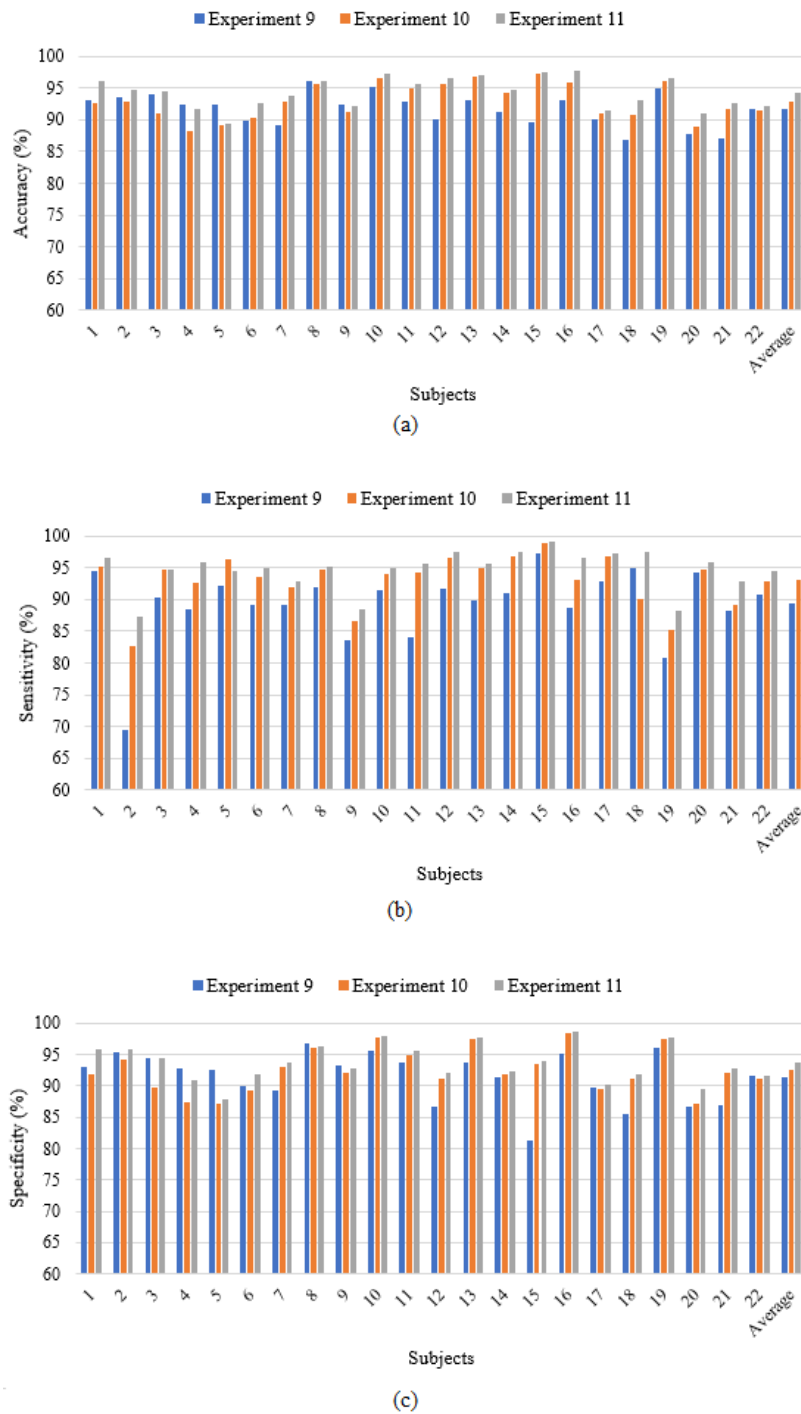 Experiment 9 Experiment 10 Experiment 11
100
95
90
85
80
75
70
65
60
Accuracy (%)
1 2 3 4 5 6 7 8 9 10 11 12 13 14 15 16 17 18 19 20 21 22 Average
Subjects
(a)
Experiment 9 Experiment 10 Experiment 11
100
95
90
85
80
75
70
65
60
Sensitivity (%)
1 2 3 4 5 6 7 8 9 10 11 12 13 14 15 16 17 18 19 20 21 22 Average
Subjects
(b)
Experiment 9 Experiment 10 Experiment 11
100
95
90
85
80
75
70
65
60
Specificity (%)
1 2 3 4 5 6 7 8 9 10 11 12 13 14 15 16 17 18 19 20 21 22 Average
Subjects
(c)